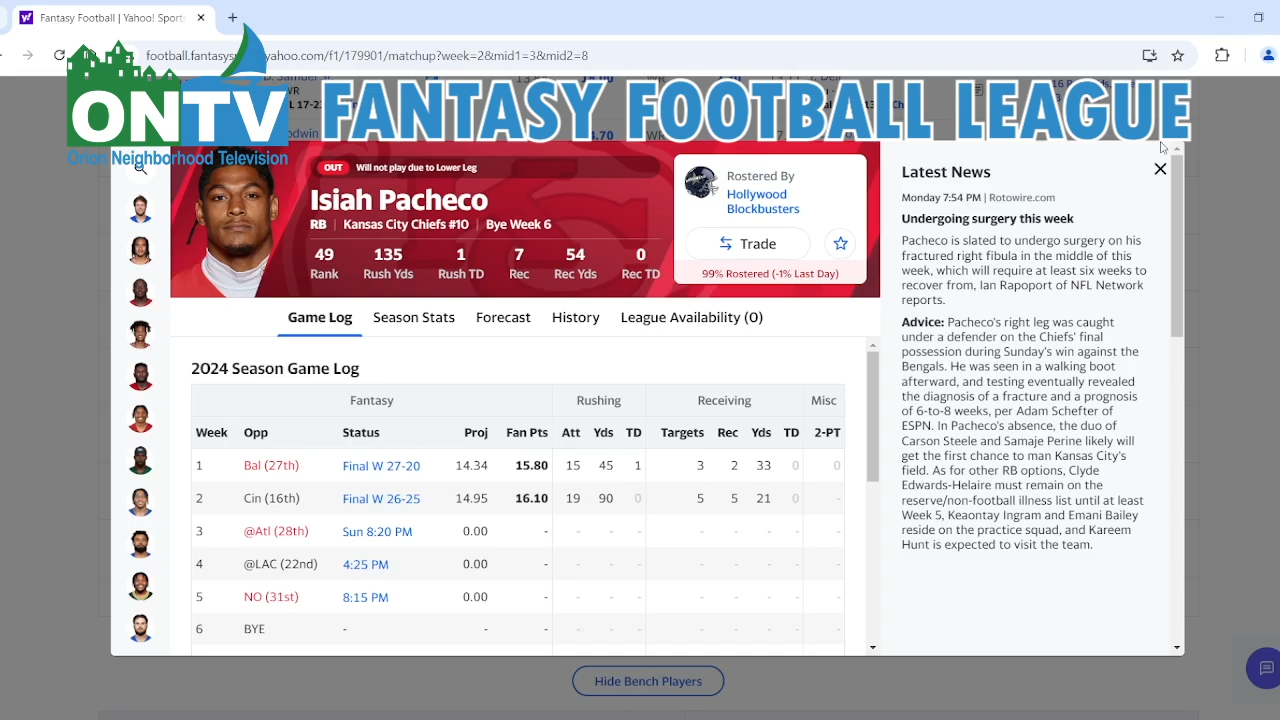 Fantasy Football | Yahoo! Sports
football.fantasys
yahoo.com/f1/179901/matchup?week=2&mid1=3&mid2=8
ONTV
Orion Neighborhood Television
FANTASY FOOTBALL LEAGUE
D. Samuel Sr.
WR
odwin
.70
WR
OUT
Will not play due to Lower Leg
Isiah Pacheco
RB | Kansas City Chiefs #10 | Bye Week 6
49 135 1 7 54 0
Rank Rush Yds Rush TD Rec Rec Yds Rec TD
Rostered By
Hollywood
Blockbusters
Trade
99% Rostered (-1% Last Day)
Game Log Season Stats Forecast History League Availability (0)
2024 Season Game Log
Fantasy Rushing Receiving Misc
Week Opp Status Proj Fan Pts Att Yds TD Targets Rec Yds TD 2-PT
1 Bal (27th) Final W 27-20 14.34 15.80 15 45 1 3 2 33 0 0
2 Cin (16th) Final W 26-25 14.95 16.10 19 90 0 5 5 21 0 -
3 @Atl (28th) Sun 8:20 PM 0.00 - - - - - - - - -
4 @LAC (22nd) 4:25 PM 0.00 - - - - - - - - -
5 NO (31st) 8:15 PM 0.00 - - - - - - - - -
6 BYE - - - - - - - - - - -
Latest News
Monday 7:54 PM | Rotowire.com
Undergoing surgery this week
Pacheco is slated to undergo surgery on his
fractured right fibula in the middle of this
week, which will require at least six weeks to
recover from, Ian Rapoport of NFL Network
reports.
Advice: Pacheco's right leg was caught
under a defender on the Chiefs' final
possession during Sunday's win against the
Bengals. He was seen in a walking boot
afterward, and testing eventually revealed
the diagnosis of a fracture and a prognosis
of 6-to-8 weeks, per Adam Schefter of
ESPN. In Pacheco's absence, the duo of
Carson Steele and Samaje Perine likely will
get the first chance to man Kansas City's
field. As for other RB options, Clyde
Edwards-Helaire must remain on the
reserve/non-football illness list until at least
Week 5, Keaontay Ingram and Emani Bailey
reside on the practice squad, and Kareem
Hunt is expected to visit the team.
Hide Bench Players